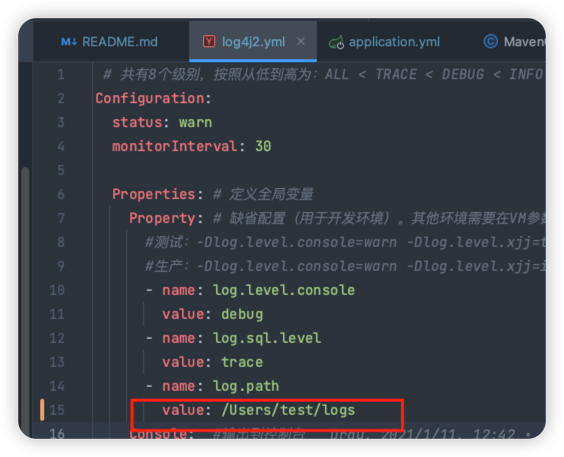 README.md log4j2.yml application.yml
1 # 共有8个级别，按照从低到高为：ALL < TRACE < DEBUG < INFO
2 Configuration:
3 status: warn
4 monitorInterval: 30
5
6 Properties: # 定义全局变量
7 Property: # 缺省配置（用于开发环境）。其他环境需要在VM参数
8 #测试：-Dlog.level.console=warn -Dlog.level.xjj=
9 #生产：-Dlog.level.console=warn -Dlog.level.xjj=
10 - name: log.level.console
11 value: debug
12 - name: log.sql.level
13 value: trace
14 - name: log.path
15 value: /Users/test/logs
16 Console: #输出到控制台 2021/1/11, 12:42 •